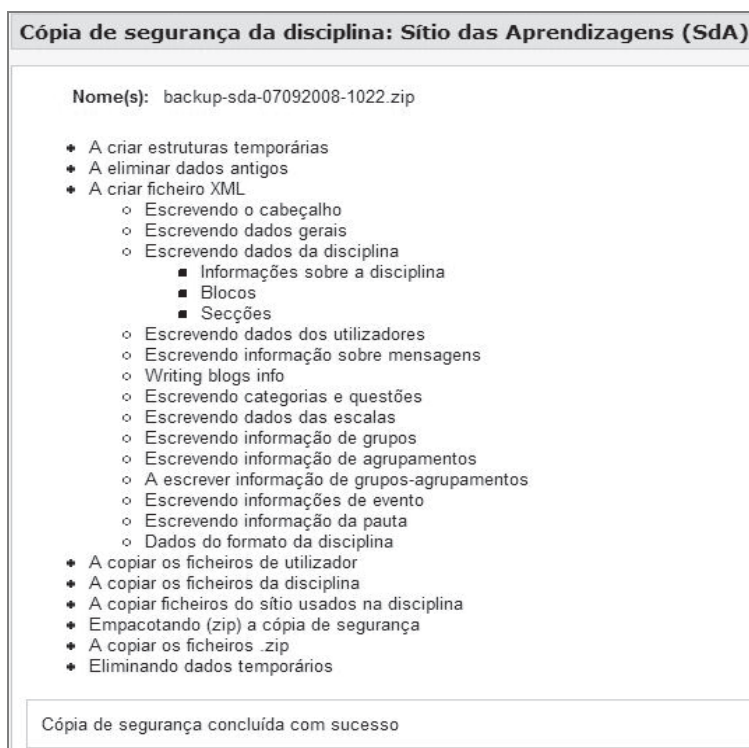 Cópia de segurança da disciplina: Sítio das Aprendizagens (SdA)
Nome(s): backup-sda-07092008-1022.zip
A criar estruturas temporárias
A eliminar dados antigos
A criar ficheiro XML
Escrevendo o cabeçalho
Escrevendo dados gerais
Escrevendo dados da disciplina
Informações sobre a disciplina
Blocos
Secções
Escrevendo dados dos utilizadores
Escrevendo informação sobre mensagens
Writing blogs info
Escrevendo categorias e questões
Escrevendo dados das escalas
Escrevendo informação de grupos
Escrevendo informação de agrupamentos
A escrever informação de grupos-agrupamentos
Escrevendo informações de evento
Escrevendo informação da pauta
Dados do formato da disciplina
A copiar os ficheiros de utilizador
A copiar os ficheiros da disciplina
A copiar ficheiros do sítio usados na disciplina
Empacotando (zip) a cópia de segurança
A copiar os ficheiros .zip
Eliminando dados temporários
Cópia de segurança concluída com sucesso